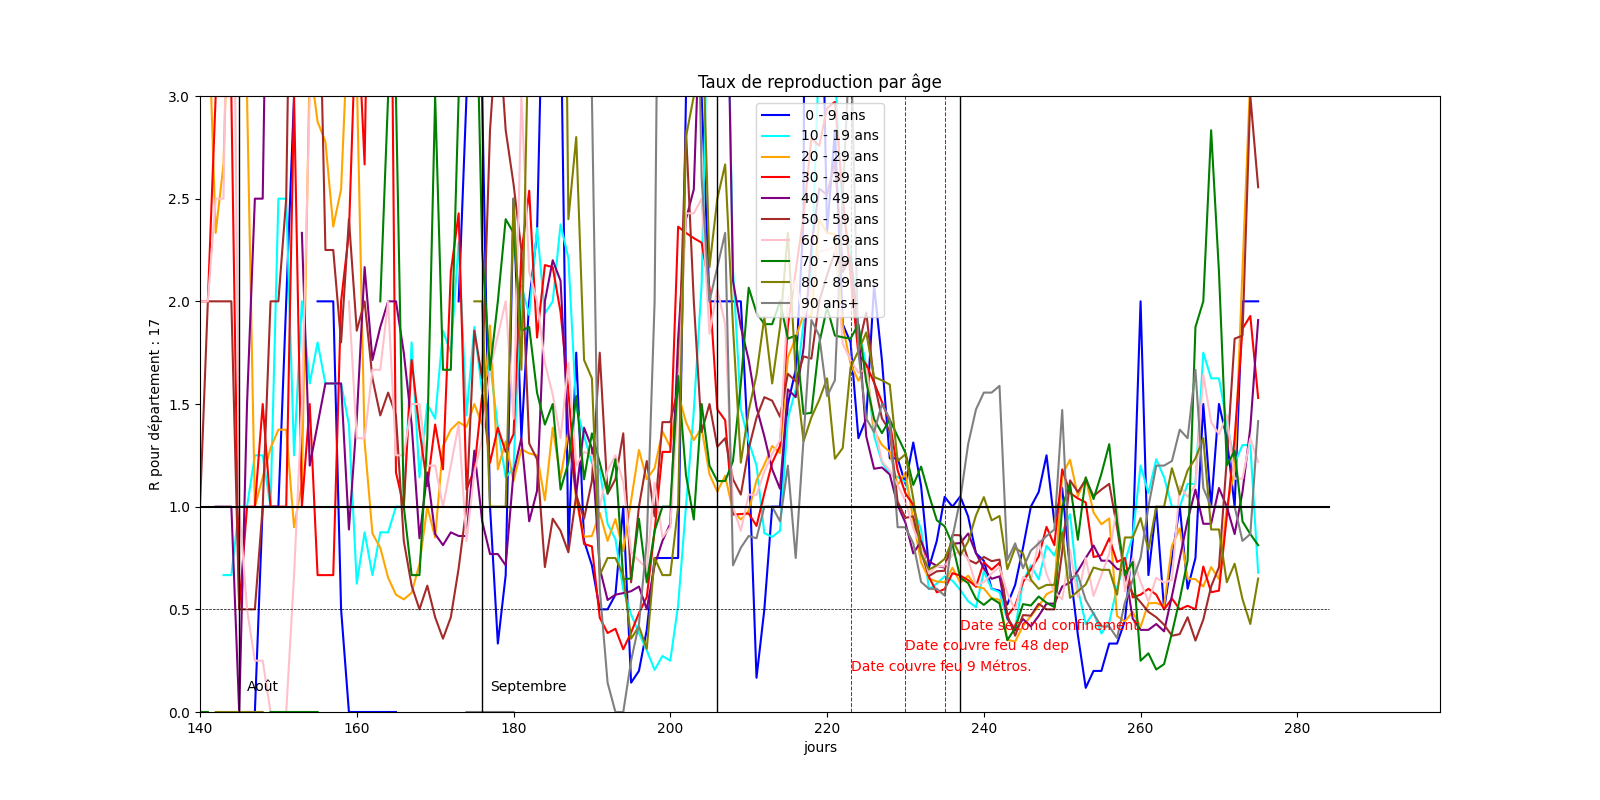 Taux de reproduction par âge
R pour département : 17
3.0
2.5
2.0
1.5
1.0
0.5
0.0
0 - 9 ans
10 - 19 ans
20 - 29 ans
30 - 39 ans
40 - 49 ans
50 - 59 ans
60 - 69 ans
70 - 79 ans
80 - 89 ans
90 ans+
Date second confinement
Date couvre feu 48 dep
Date couvre feu 9 Métros.
Août
Septembre
140 160 180 200 220 240 260 280
jours